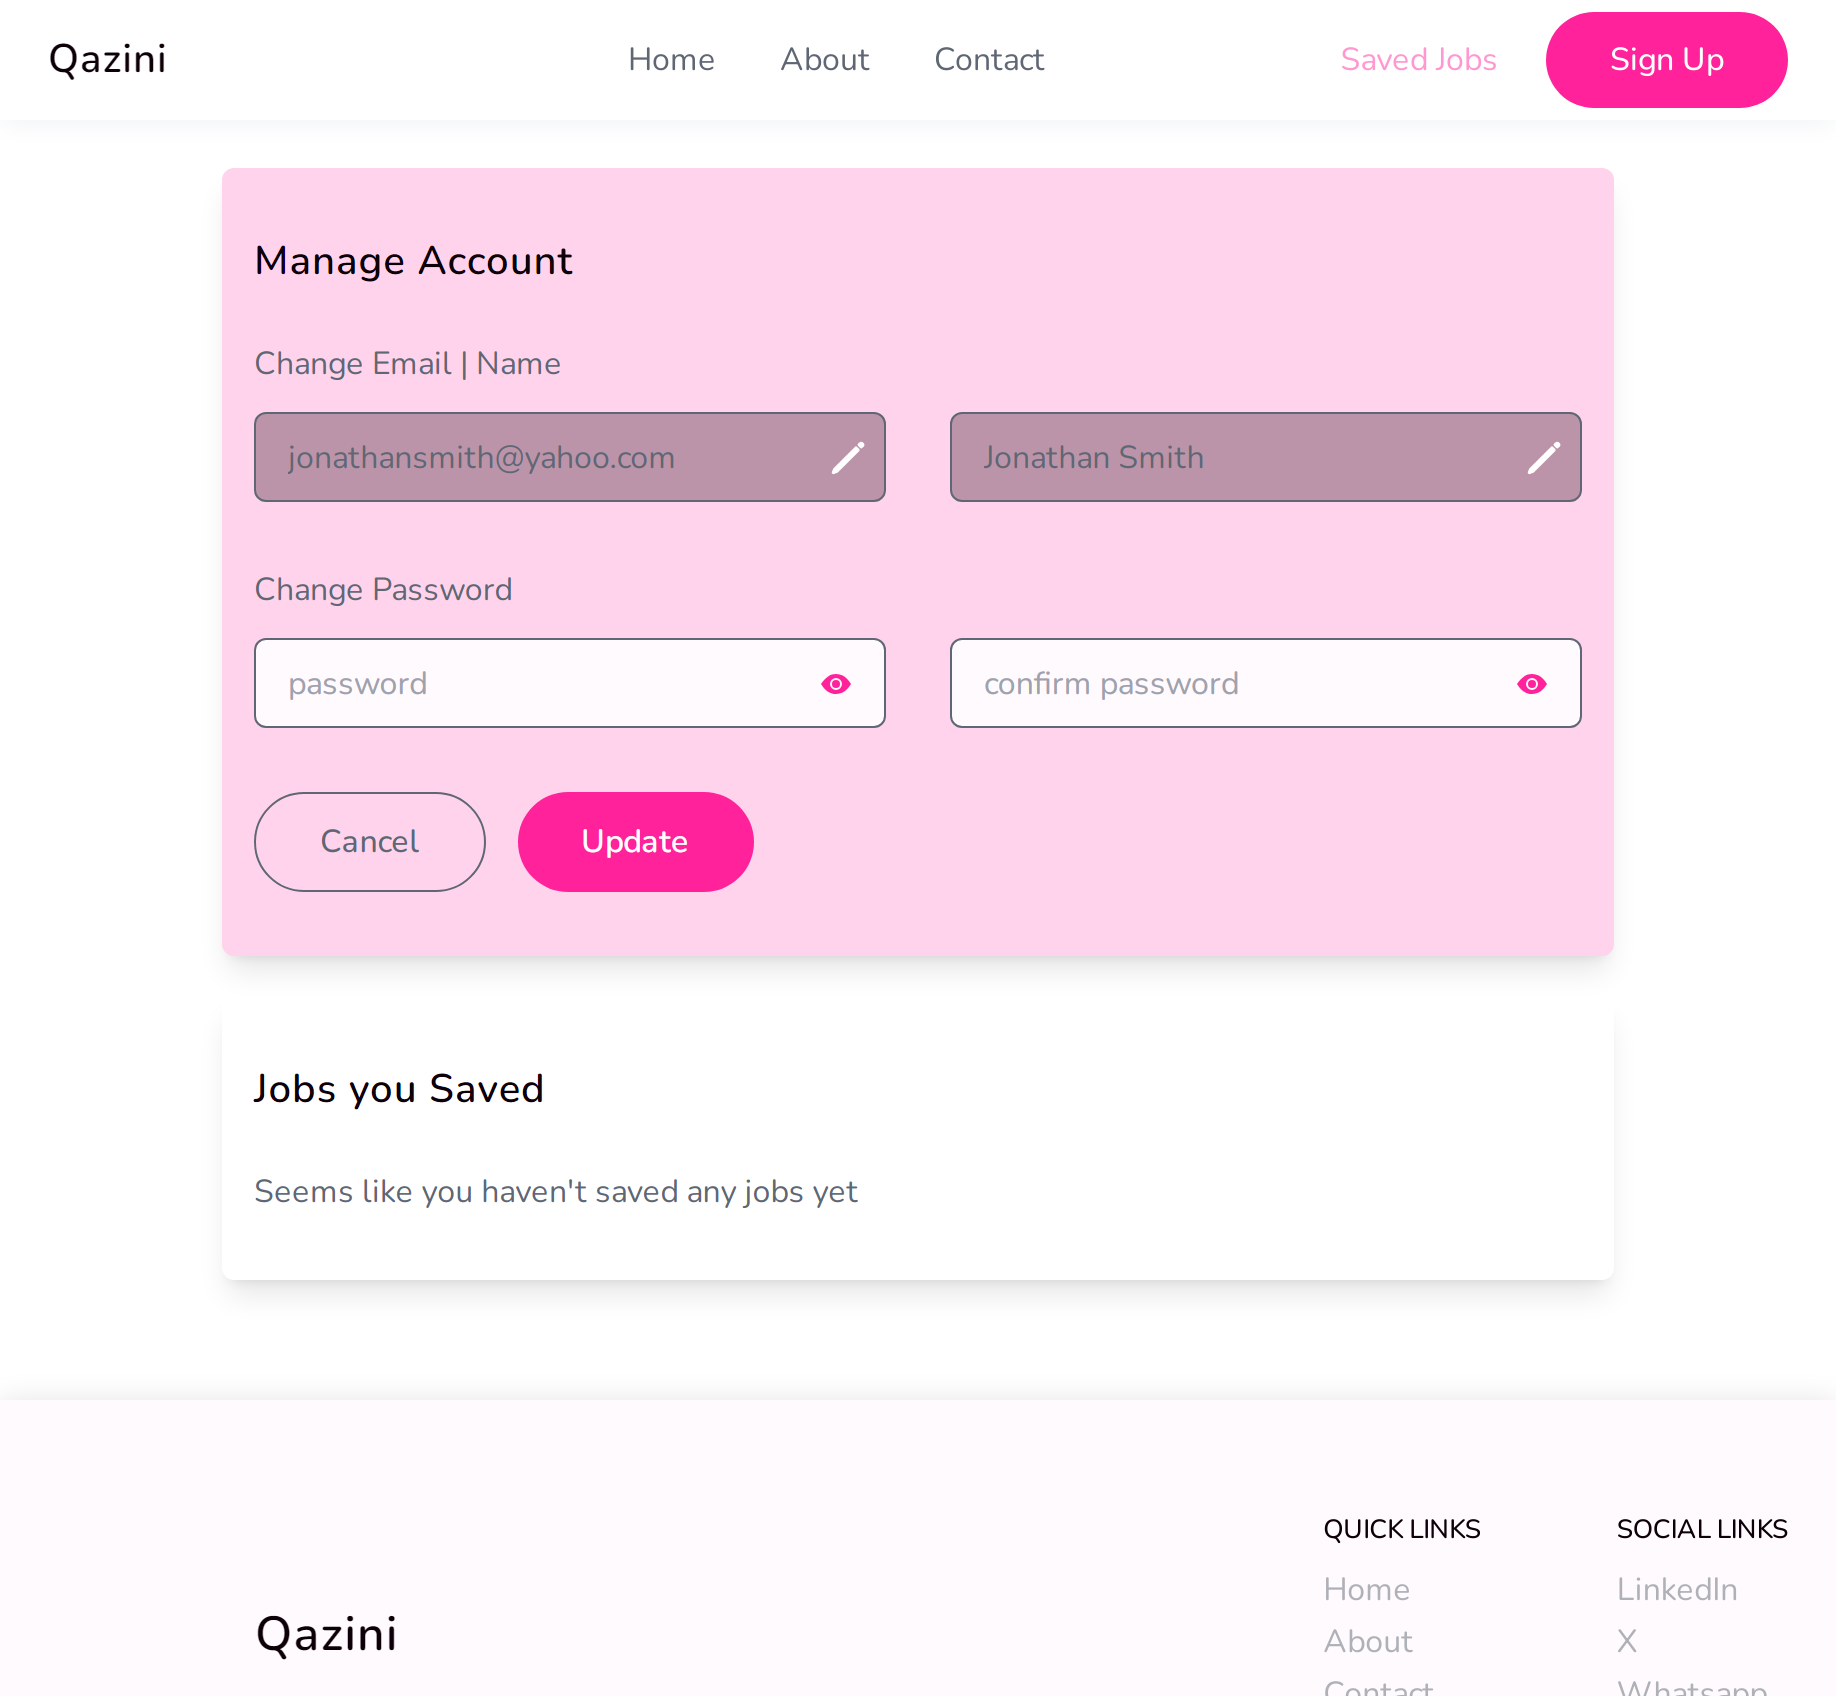 Qazini
Home About Contact
Saved Jobs Sign Up
Manage Account
Change Email | Name
jonathansmith@yahoo.com Jonathan Smith
Change Password
password confirm password
Cancel Update
Jobs you Saved
Seems like you haven't saved any jobs yet
Qazini
QUICK LINKS
Home
About
Contact
SOCIAL LINKS
LinkedIn
X
Whatsapp